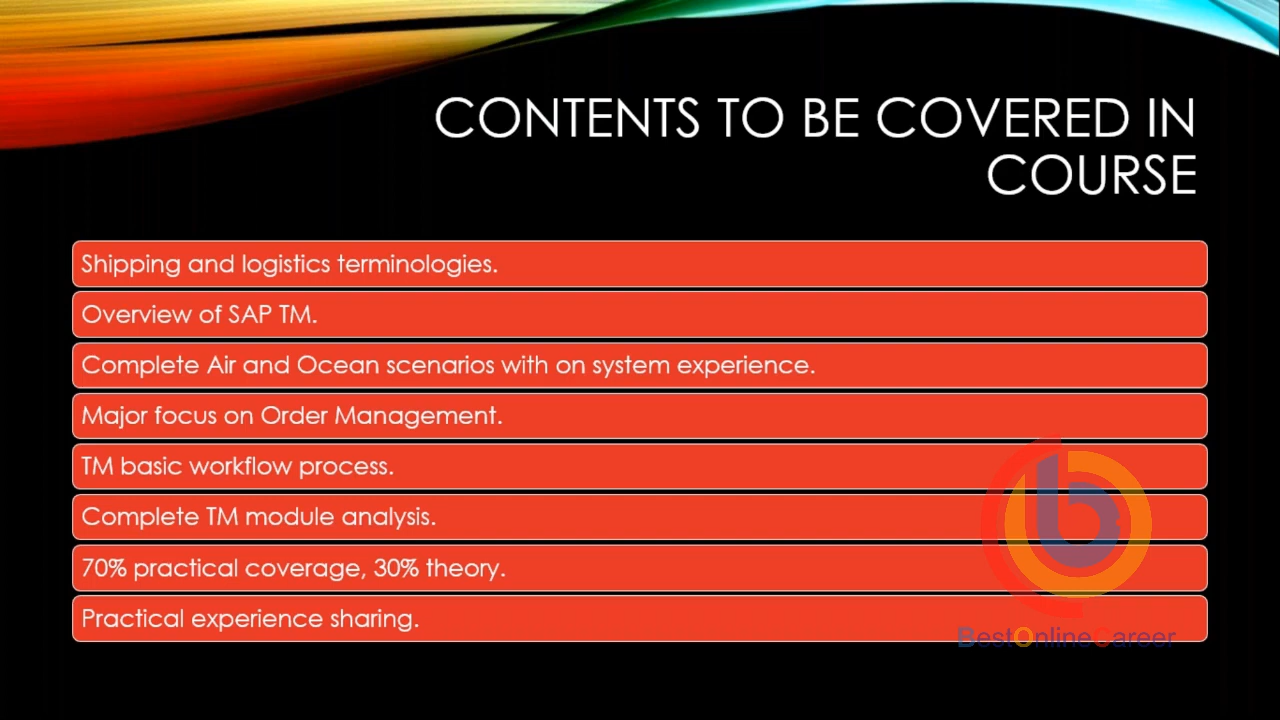 CONTENTS TO BE COVERED IN
COURSE
Shipping and logistics terminologies.
Overview of SAP TM.
Complete Air and Ocean scenarios with on system experience.
Major focus on Order Management.
TM basic workflow process.
Complete TM module analysis.
70% practical coverage, 30% theory.
Practical experience sharing.
BestOnlineCareer